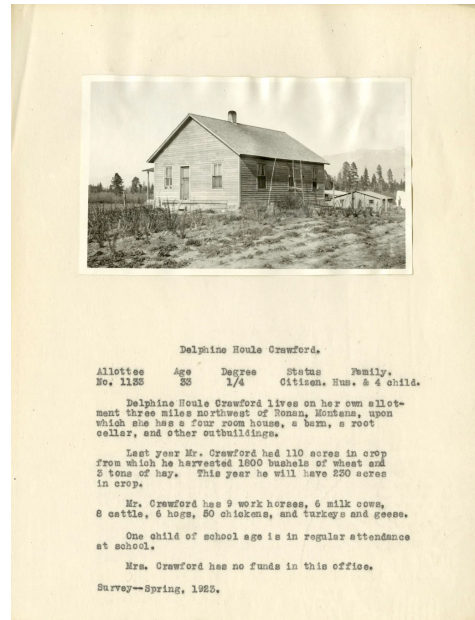 Delphine Houle Crawford.
Allottee Age Degree Status Family.
No. 1133 33 1/4 Citizen. Hus. & 4 child.
Delphine Houle Crawford lives on her own allot-
ment three miles northwest of Ronan, Montana, upon
which she has a four room house, a barn, a root
cellar, and other outbuildings.
Last year Mr. Crawford had 110 acres in crop
from which he harvested 1800 bushels of wheat and
3 tons of hay. This year he will have 230 acres
in crop.
Mr. Crawford has 9 work horses, 6 milk cows,
8 cattle, 6 hogs, 50 chickens, and turkeys and geese.
One child of school age is in regular attendance
at school.
Mrs. Crawford has no funds in this office.
Survey--Spring, 1923.